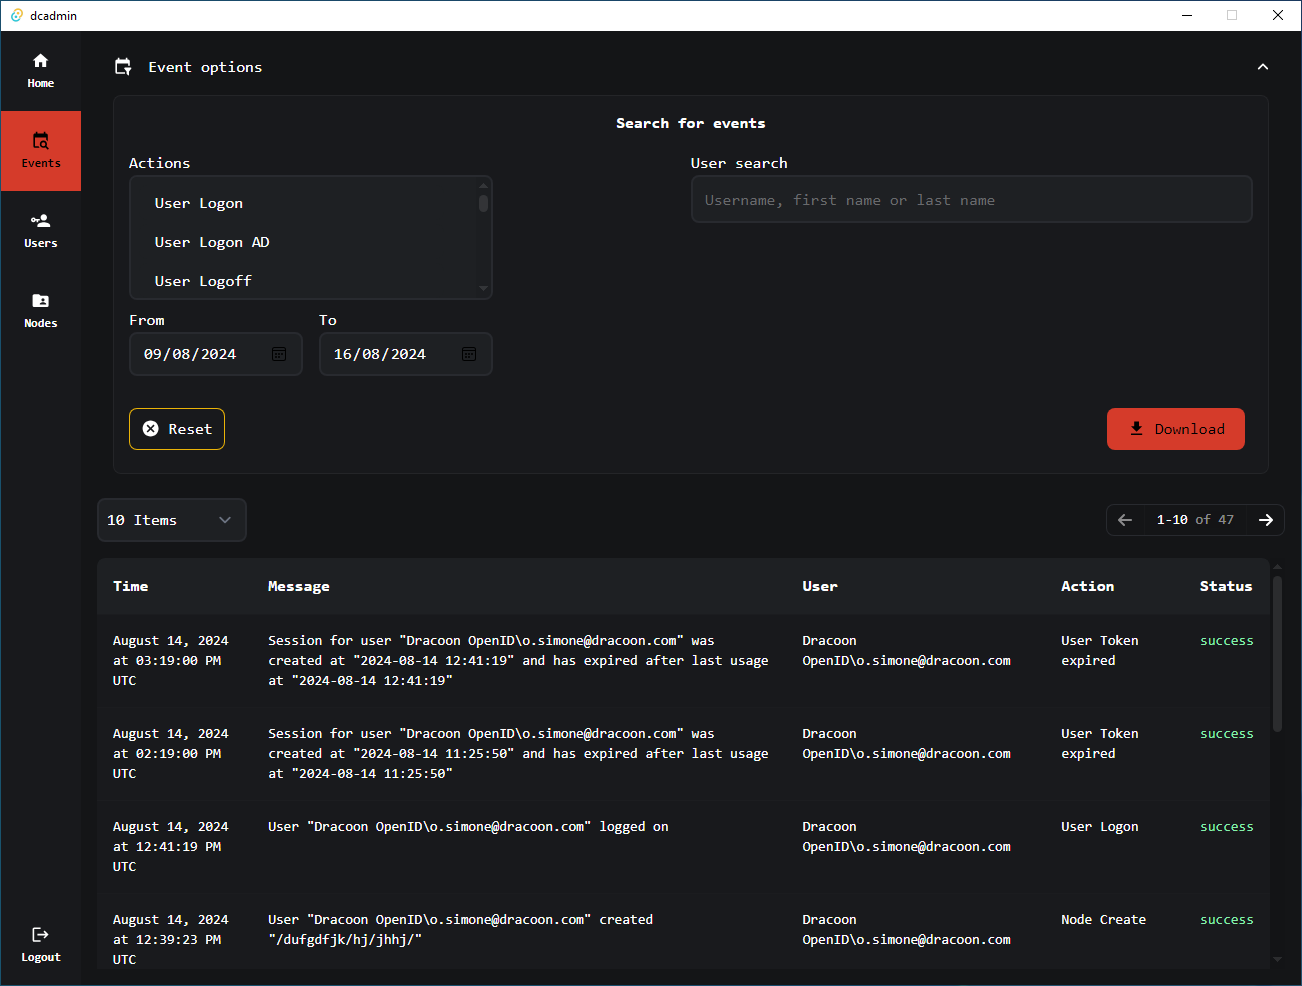 dcadmin
Home
Events
Users
Nodes
Logout
Event options
Search for events
Actions
User Logon
User Logon AD
User Logoff
User search
Username, first name or last name
From
To
09/08/2024
16/08/2024
Reset
Download
10 Items
1-10 of 47
Time Message User Action Status
August 14, 2024
at 03:19:00 PM
UTC
Session for user "Dracoon OpenID\o.simone@dracoon.com" was
created at "2024-08-14 12:41:19" and has expired after last usage
at "2024-08-14 12:41:19"
Dracoon
OpenID\o.simone@dracoon.com
User Token
expired
success
August 14, 2024
at 02:19:00 PM
UTC
Session for user "Dracoon OpenID\o.simone@dracoon.com" was
created at "2024-08-14 11:25:50" and has expired after last usage
at "2024-08-14 11:25:50"
Dracoon
OpenID\o.simone@dracoon.com
User Token
expired
success
August 14, 2024
at 12:41:19 PM
UTC
User "Dracoon OpenID\o.simone@dracoon.com" logged on
Dracoon
OpenID\o.simone@dracoon.com
User Logon
success
August 14, 2024
at 12:39:23 PM
UTC
User "Dracoon OpenID\o.simone@dracoon.com" created
"/dufgdfjk/hj/jhhj/"
Dracoon
OpenID\o.simone@dracoon.com
Node Create
success